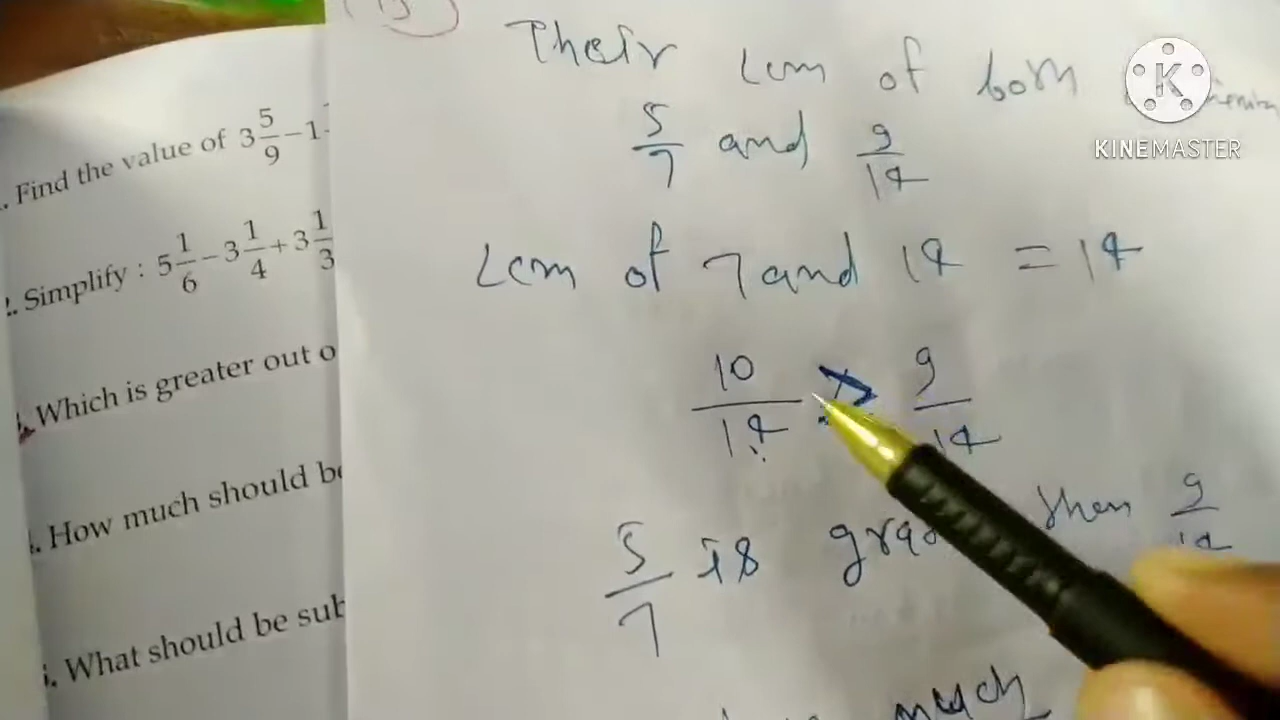 (13)
Their Lcm of both
5/7 and 9/14
Lcm of 7 and 14 = 14
10/14 > 9/14
5/7 is then 9/14
much
. Find the value of 3 5/9 − 1
. Simplify : 5 1/6 − 3 1/4 + 3 1/3
Which is greater out o
. How much should be
. What should be sub
KINEMASTER